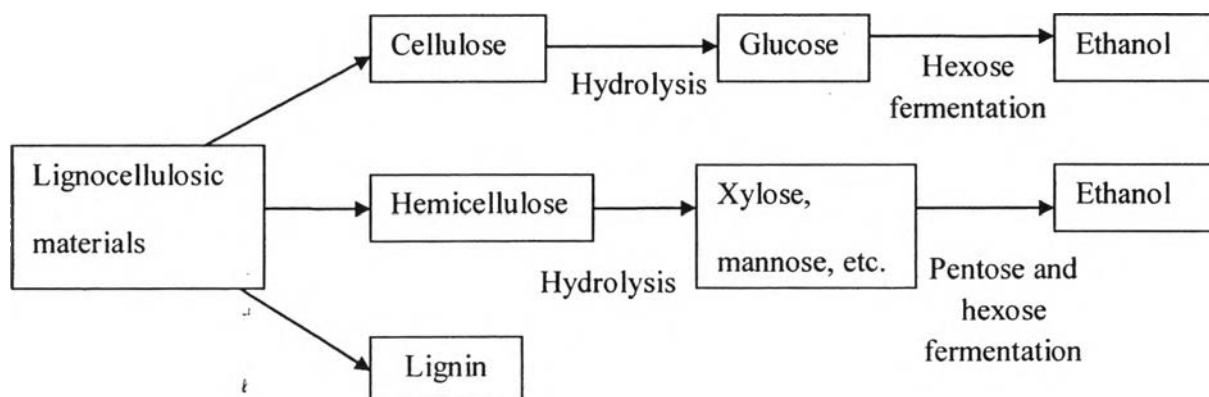 Cellulose
Hydrolysis
Glucose
Hexose
fermentation
Ethanol
Lignocellulosic
materials
Hemicellulose
Hydrolysis
Xylose,
mannose, etc.
Pentose and
hexose
fermentation
Ethanol
Lignin